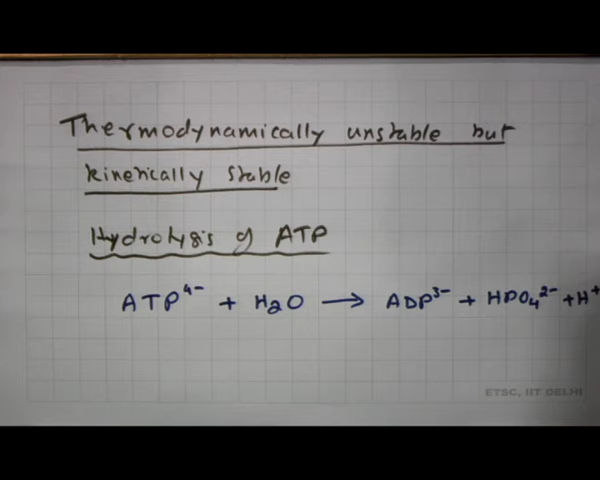 Thermodynamically unstable but
kinetically stable
Hydrolysis of ATP
ATP⁴⁻ + H₂O → ADP³⁻ + HPO₄²⁻ + H⁺
ETSC, IIT DELHI